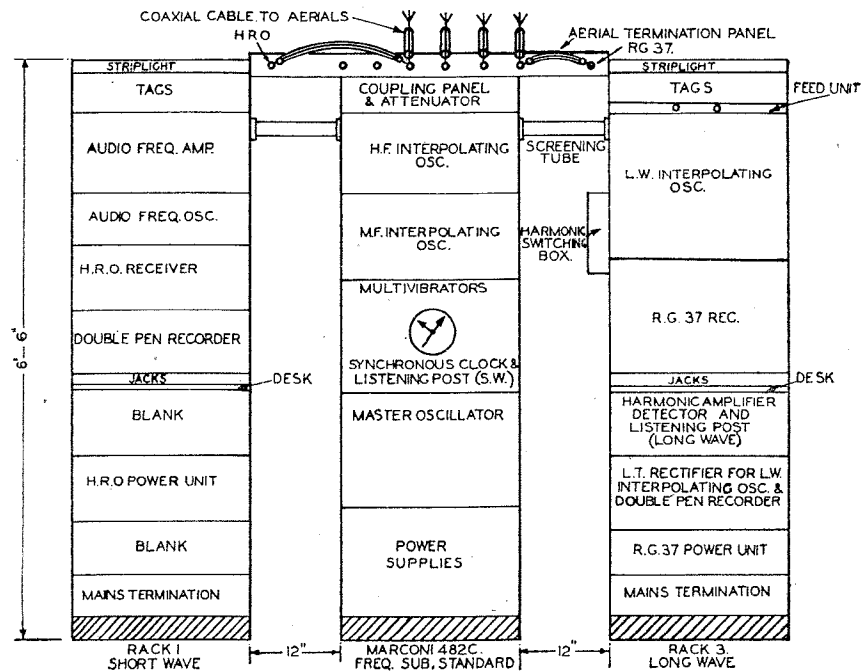 COAXIAL CABLE TO AERIALS
HRO
AERIAL TERMINATION PANEL
RG 37.
STRIPLIGHT
TAGS
AUDIO FREQ. AMP.
AUDIO FREQ. OSC.
H.R.O. RECEIVER
DOUBLE PEN RECORDER
JACKS
DESK
BLANK
H.R.O POWER UNIT
BLANK
MAINS TERMINATION
RACK 1
SHORT WAVE
6'- 6"
12"
COUPLING PANEL
& ATTENUATOR
H.F. INTERPOLATING
OSC.
M.F. INTERPOLATING
OSC.
MULTIVIBRATORS
SYNCHRONOUS CLOCK &
LISTENING POST (S.W.)
MASTER OSCILLATOR
POWER
SUPPLIES
MARCONI 482C.
FREQ. SUB, STANDARD
12"
SCREENING
TUBE
HARMONIC
SWITCHING
BOX.
STRIPLIGHT
TAGS
FEED UNIT
L.W. INTERPOLATING
OSC.
R.G. 37 REC.
JACKS
DESK
HARMONIC AMPLIFIER
DETECTOR AND
LISTENING POST
(LONG WAVE)
L.T. RECTIFIER FOR L.W.
INTERPOLATING OSC. &
DOUBLE PEN RECORDER
R.G.37 POWER UNIT
MAINS TERMINATION
RACK 3.
LONG WAVE